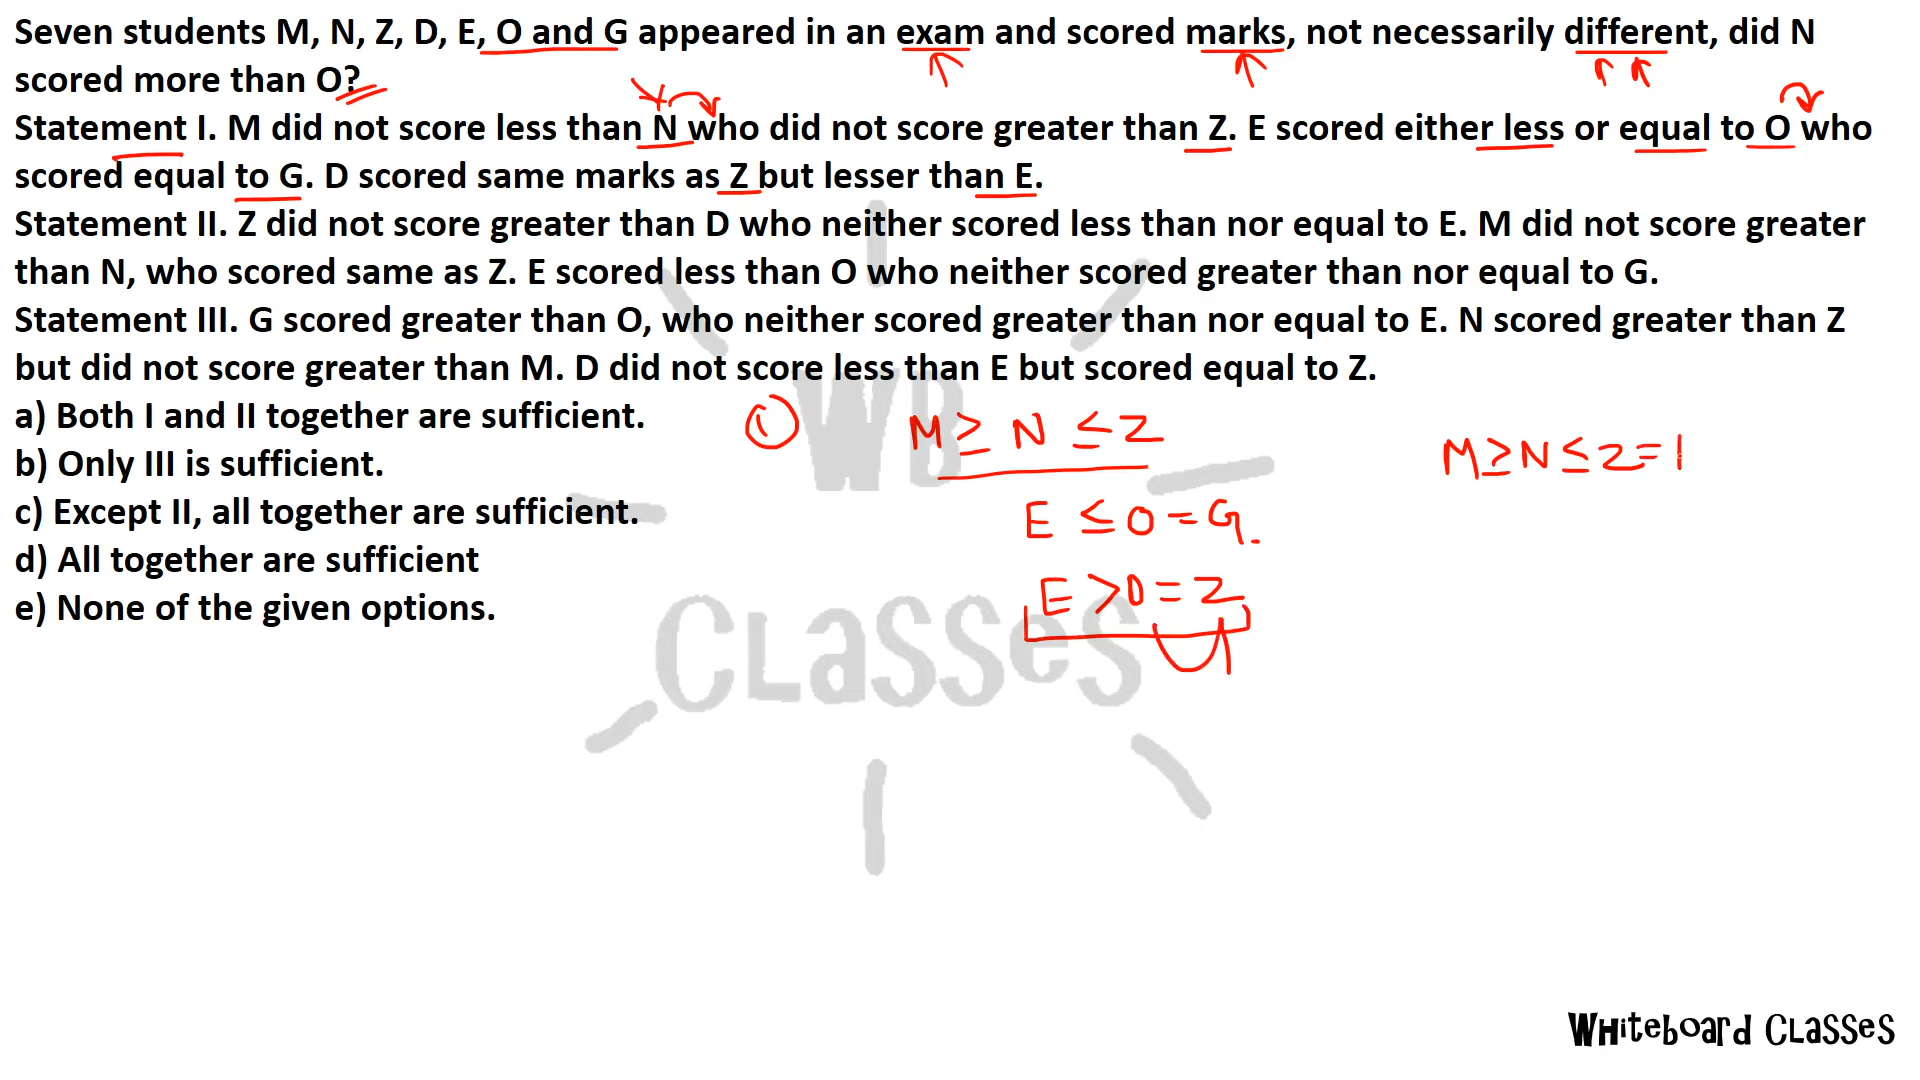 Seven students M, N, Z, D, E, O and G appeared in an exam and scored marks, not necessarily different, did N
scored more than O?
Statement I. M did not score less than N who did not score greater than Z. E scored either less or equal to O who
scored equal to G. D scored same marks as Z but lesser than E.
Statement II. Z did not score greater than D who neither scored less than nor equal to E. M did not score greater
than N, who scored same as Z. E scored less than O who neither scored greater than nor equal to G.
Statement III. G scored greater than O, who neither scored greater than nor equal to E. N scored greater than Z
but did not score greater than M. D did not score less than E but scored equal to Z.
a) Both I and II together are sufficient.
b) Only III is sufficient.
c) Except II, all together are sufficient.
d) All together are sufficient
e) None of the given options.
① M ≥ N ≤ Z
M ≥ N ≤ Z = 
E ≤ O = G.
E > D = Z
WB
CLasses
Whiteboard Classes